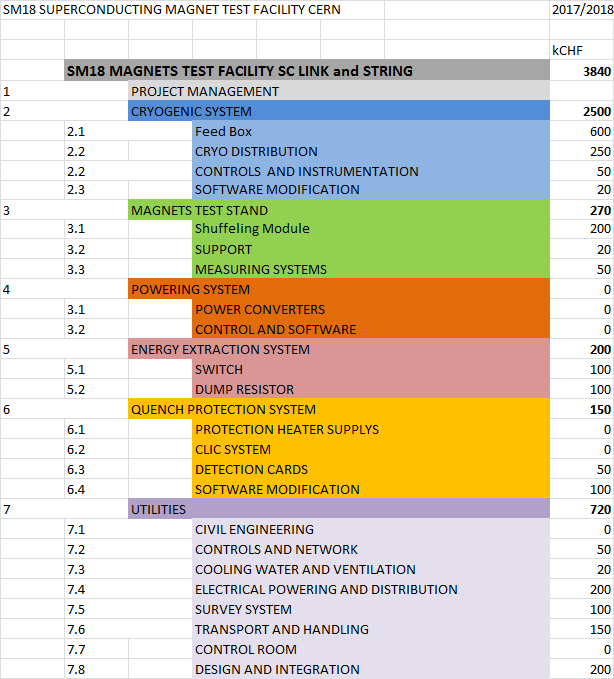 SM18 SUPERCONDUCTING MAGNET TEST FACILITY CERN 2017/2018
kCHF
SM18 MAGNETS TEST FACILITY SC LINK and STRING 3840
1 PROJECT MANAGEMENT
2 CRYOGENIC SYSTEM 2500
2.1 Feed Box 600
2.2 CRYO DISTRIBUTION 250
2.2 CONTROLS AND INSTRUMENTATION 50
2.3 SOFTWARE MODIFICATION 20
3 MAGNETS TEST STAND 270
3.1 Shuffeling Module 200
3.2 SUPPORT 20
3.3 MEASURING SYSTEMS 50
4 POWERING SYSTEM 0
3.1 POWER CONVERTERS 0
3.2 CONTROL AND SOFTWARE 0
5 ENERGY EXTRACTION SYSTEM 200
5.1 SWITCH 100
5.2 DUMP RESISTOR 100
6 QUENCH PROTECTION SYSTEM 150
6.1 PROTECTION HEATER SUPPLYS 0
6.2 CLIC SYSTEM 0
6.3 DETECTION CARDS 50
6.4 SOFTWARE MODIFICATION 100
7 UTILITIES 720
7.1 CIVIL ENGINEERING 0
7.2 CONTROLS AND NETWORK 50
7.3 COOLING WATER AND VENTILATION 20
7.4 ELECTRICAL POWERING AND DISTRIBUTION 200
7.5 SURVEY SYSTEM 100
7.6 TRANSPORT AND HANDLING 150
7.7 CONTROL ROOM 0
7.8 DESIGN AND INTEGRATION 200